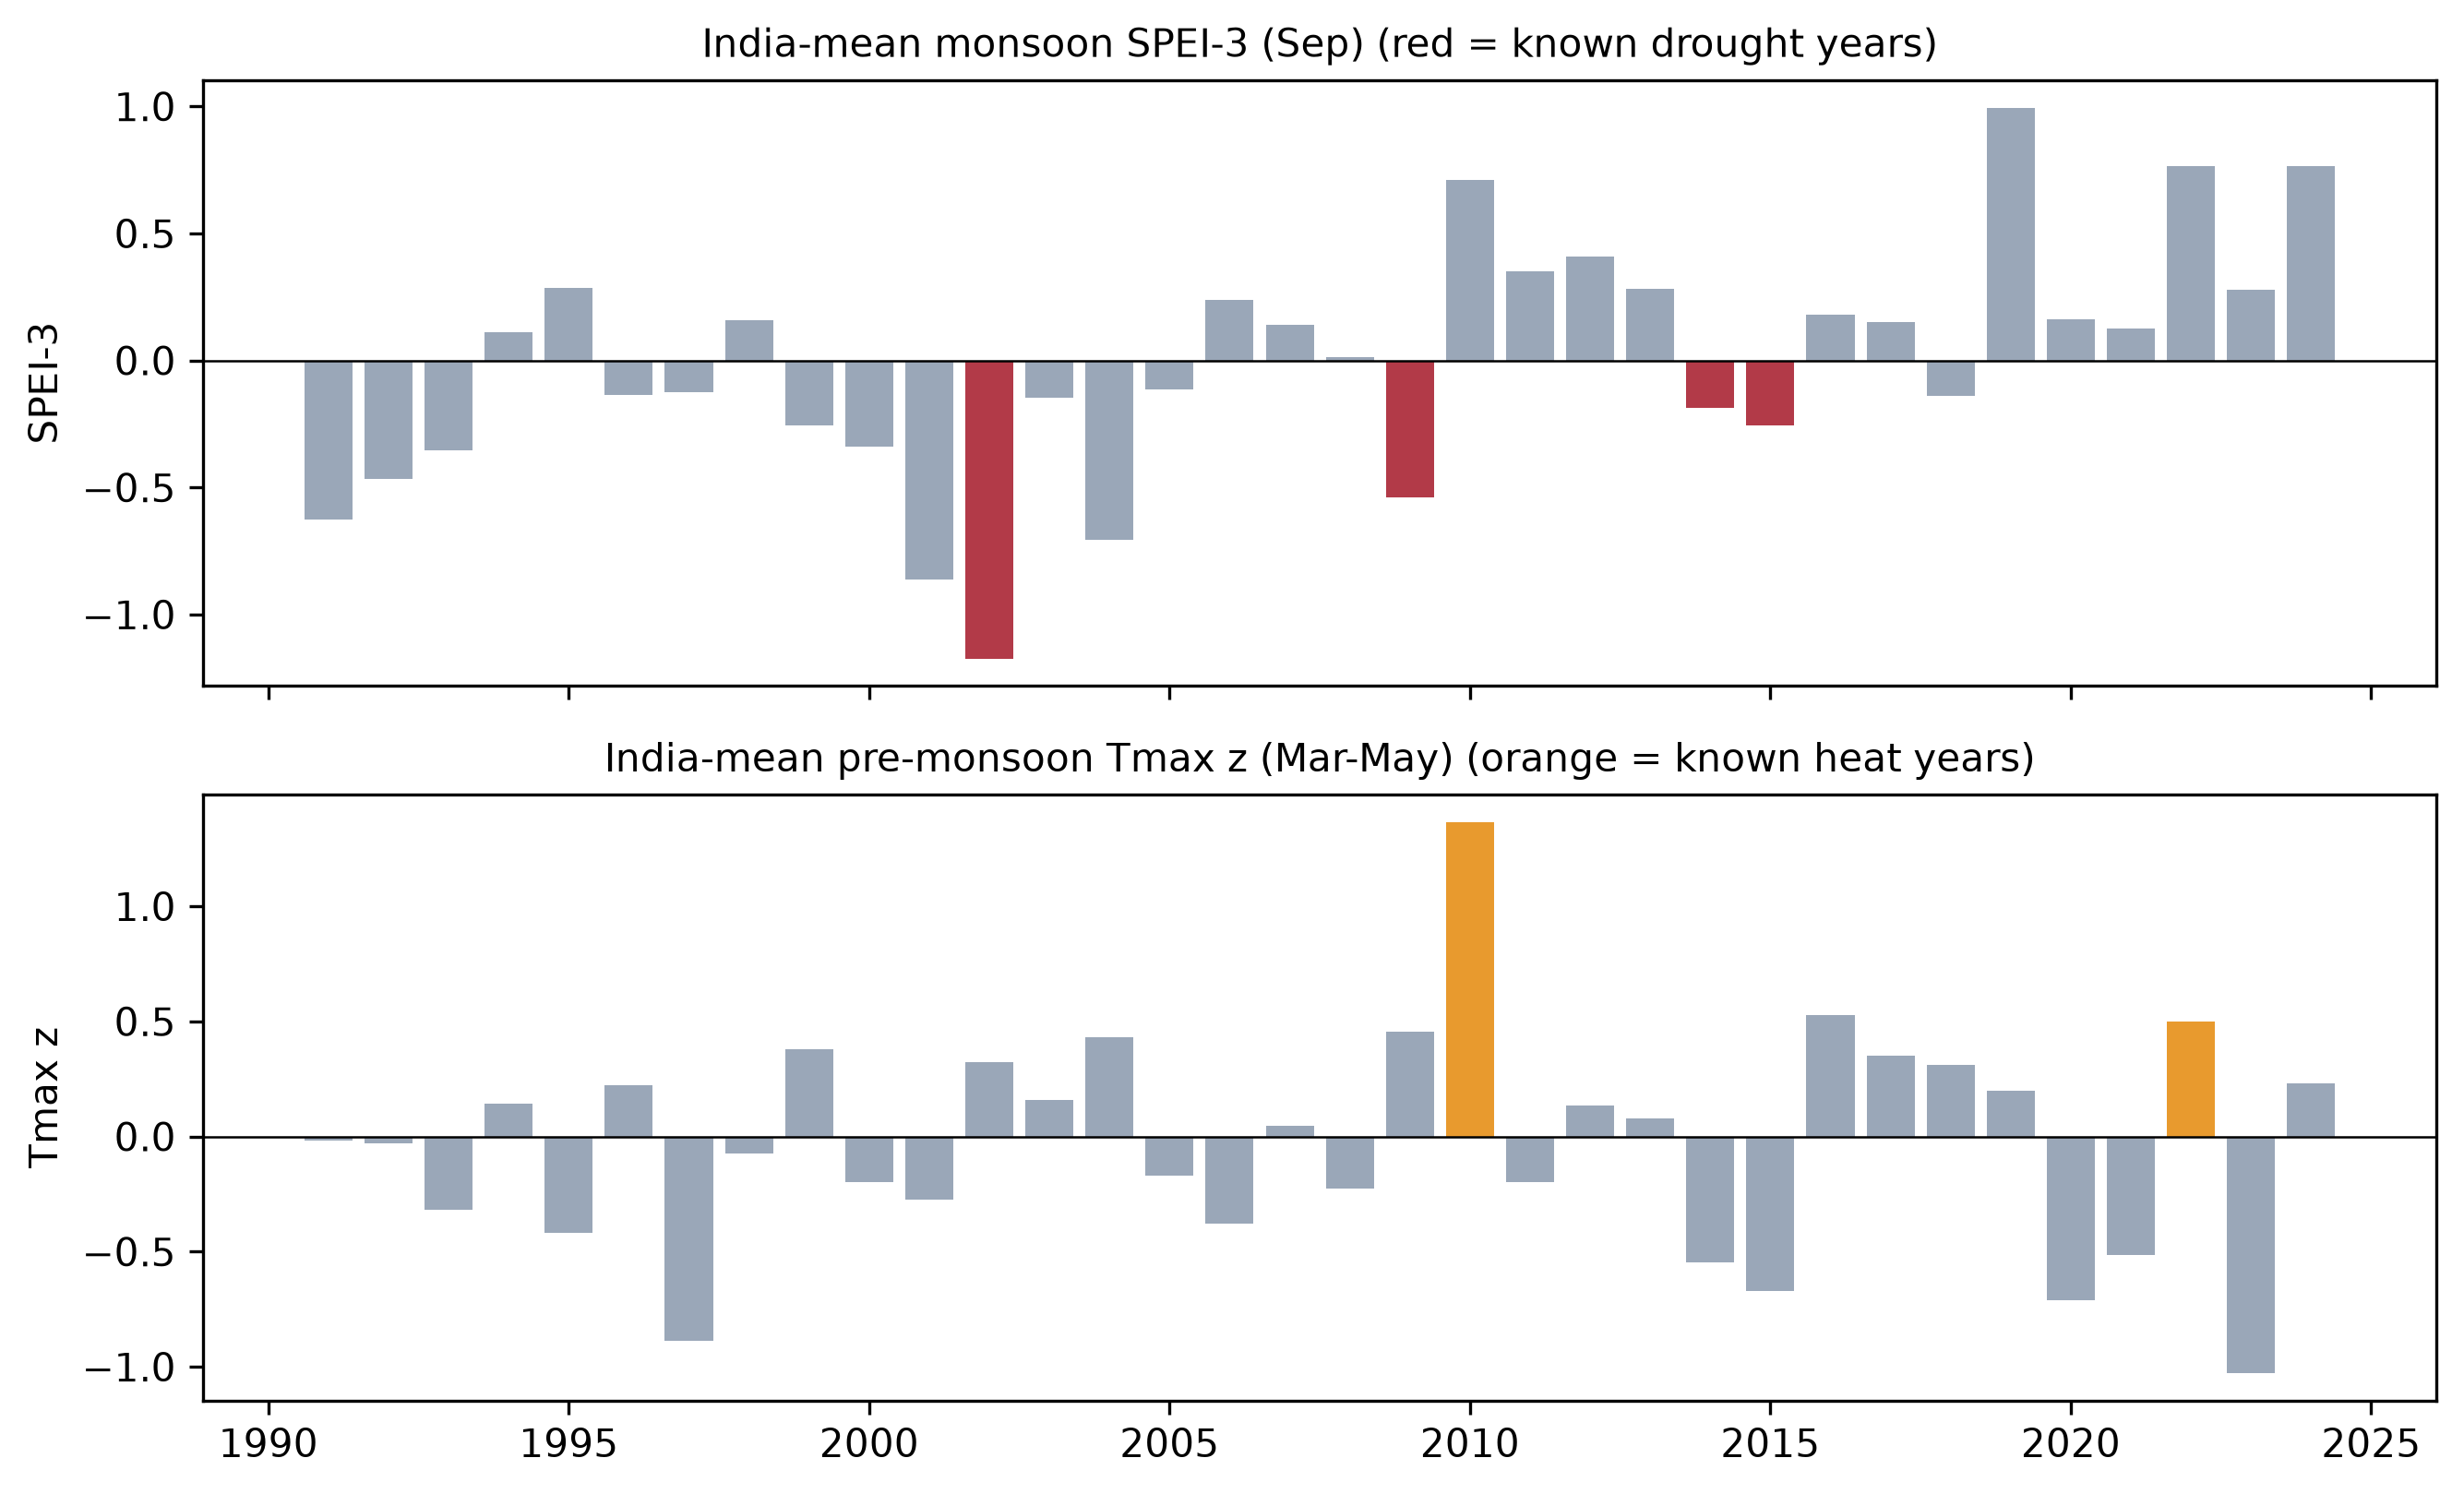 India-mean monsoon SPEI-3 (Sep) (red = known drought years)
1.0
0.5
0.0
−0.5
−1.0
SPEI-3
India-mean pre-monsoon Tmax z (Mar-May) (orange = known heat years)
1.0
0.5
0.0
−0.5
−1.0
Tmax z
1990 1995 2000 2005 2010 2015 2020 2025